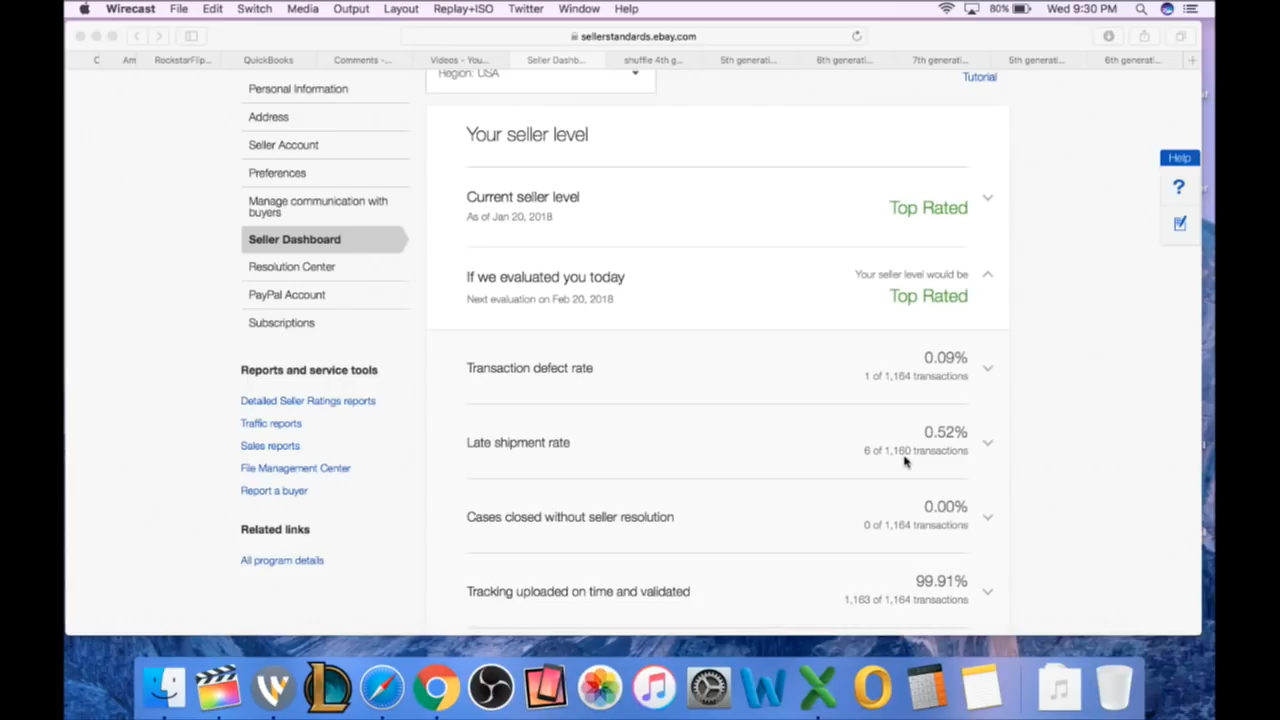 Wirecast File Edit Switch Media Output Layout Replay+ISO Twitter Window Help 80% Wed 9:30 PM
sellerstandards.ebay.com
C Am RockstarFlip... QuickBooks Comments -... Videos - You... Seller Dashb... shuffle 4th g... 5th generati... 6th generati... 7th generati... 5th generati... 6th generati...
Region: USA
Tutorial
Personal Information
Address
Seller Account
Preferences
Manage communication with
buyers
Seller Dashboard
Resolution Center
PayPal Account
Subscriptions
Reports and service tools
Detailed Seller Ratings reports
Traffic reports
Sales reports
File Management Center
Report a buyer
Related links
All program details
Your seller level
Current seller level
As of Jan 20, 2018
Top Rated
If we evaluated you today
Next evaluation on Feb 20, 2018
Your seller level would be
Top Rated
Transaction defect rate
0.09%
1 of 1,164 transactions
Late shipment rate
0.52%
6 of 1,160 transactions
Cases closed without seller resolution
0.00%
0 of 1,164 transactions
Tracking uploaded on time and validated
99.91%
1,163 of 1,164 transactions
Help
?